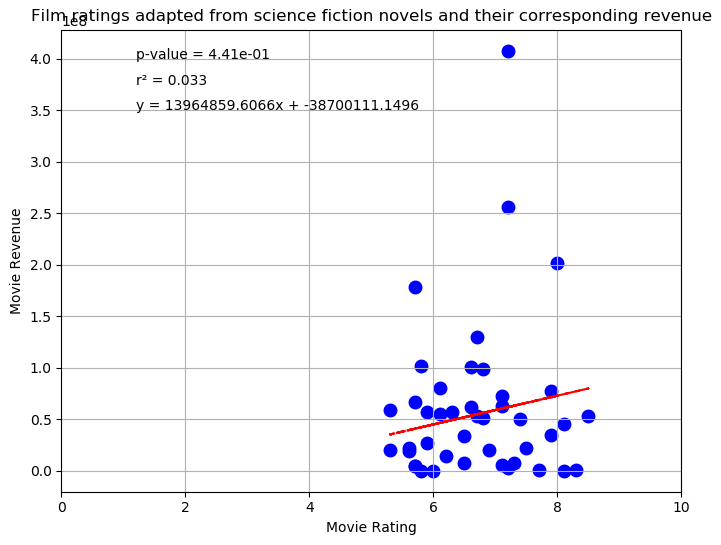 Film ratings adapted from science fiction novels and their corresponding revenue
1e8
p-value = 4.41e-01
r² = 0.033
y = 13964859.6066x + -38700111.1496
4.0
3.5
3.0
2.5
2.0
1.5
1.0
0.5
0.0
Movie Revenue
0 2 4 6 8 10
Movie Rating